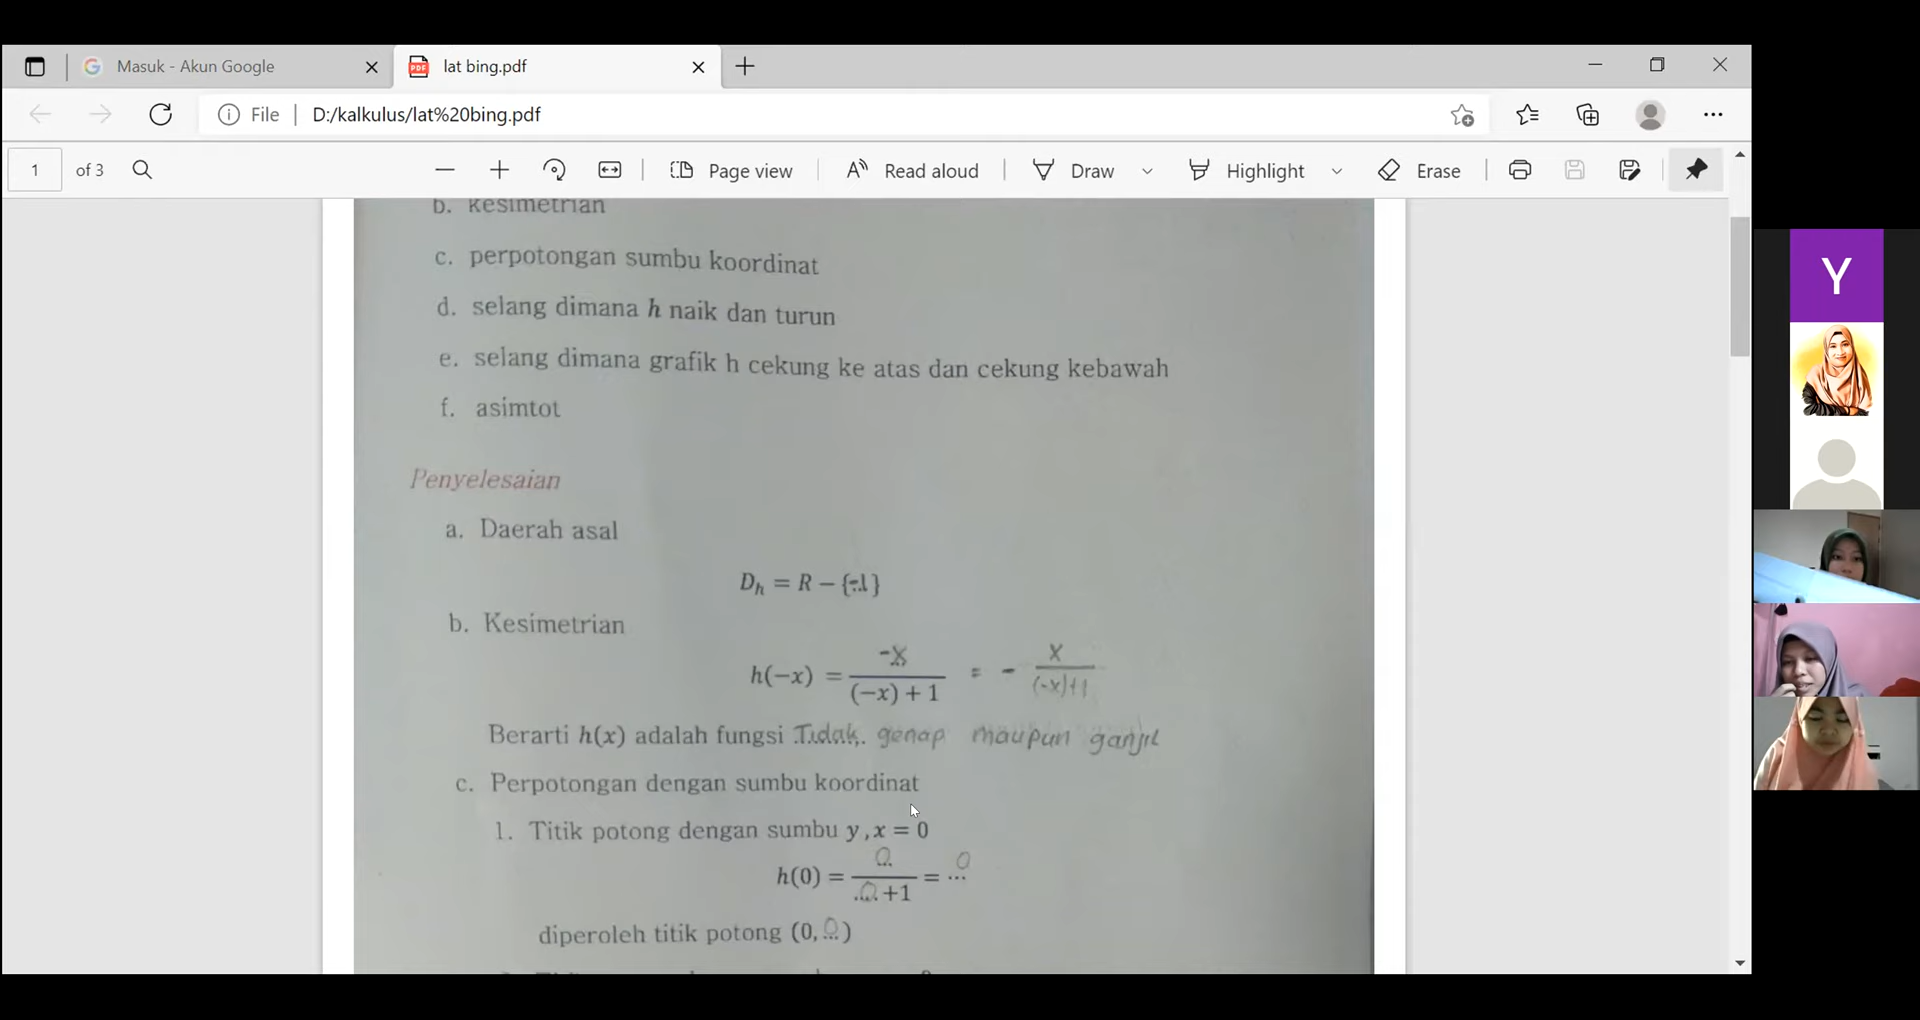 Masuk - Akun Google
lat bing.pdf
File
D:/kalkulus/lat%20bing.pdf
1 of 3
Page view
Read aloud
Draw
Highlight
Erase
b. kesimetrian
c. perpotongan sumbu koordinat
d. selang dimana h naik dan turun
e. selang dimana grafik h cekung ke atas dan cekung kebawah
f. asimtot
Penyelesaian
a. Daerah asal
Dh = R − {-1}
b. Kesimetrian
h(−x) = -x / (−x) + 1 = - x / (-x)+1
Berarti h(x) adalah fungsi Tidak genap maupun ganjil
c. Perpotongan dengan sumbu koordinat
1. Titik potong dengan sumbu y, x = 0
h(0) = 0 / 0 +1 = ... 0
diperoleh titik potong (0, 0)
Y